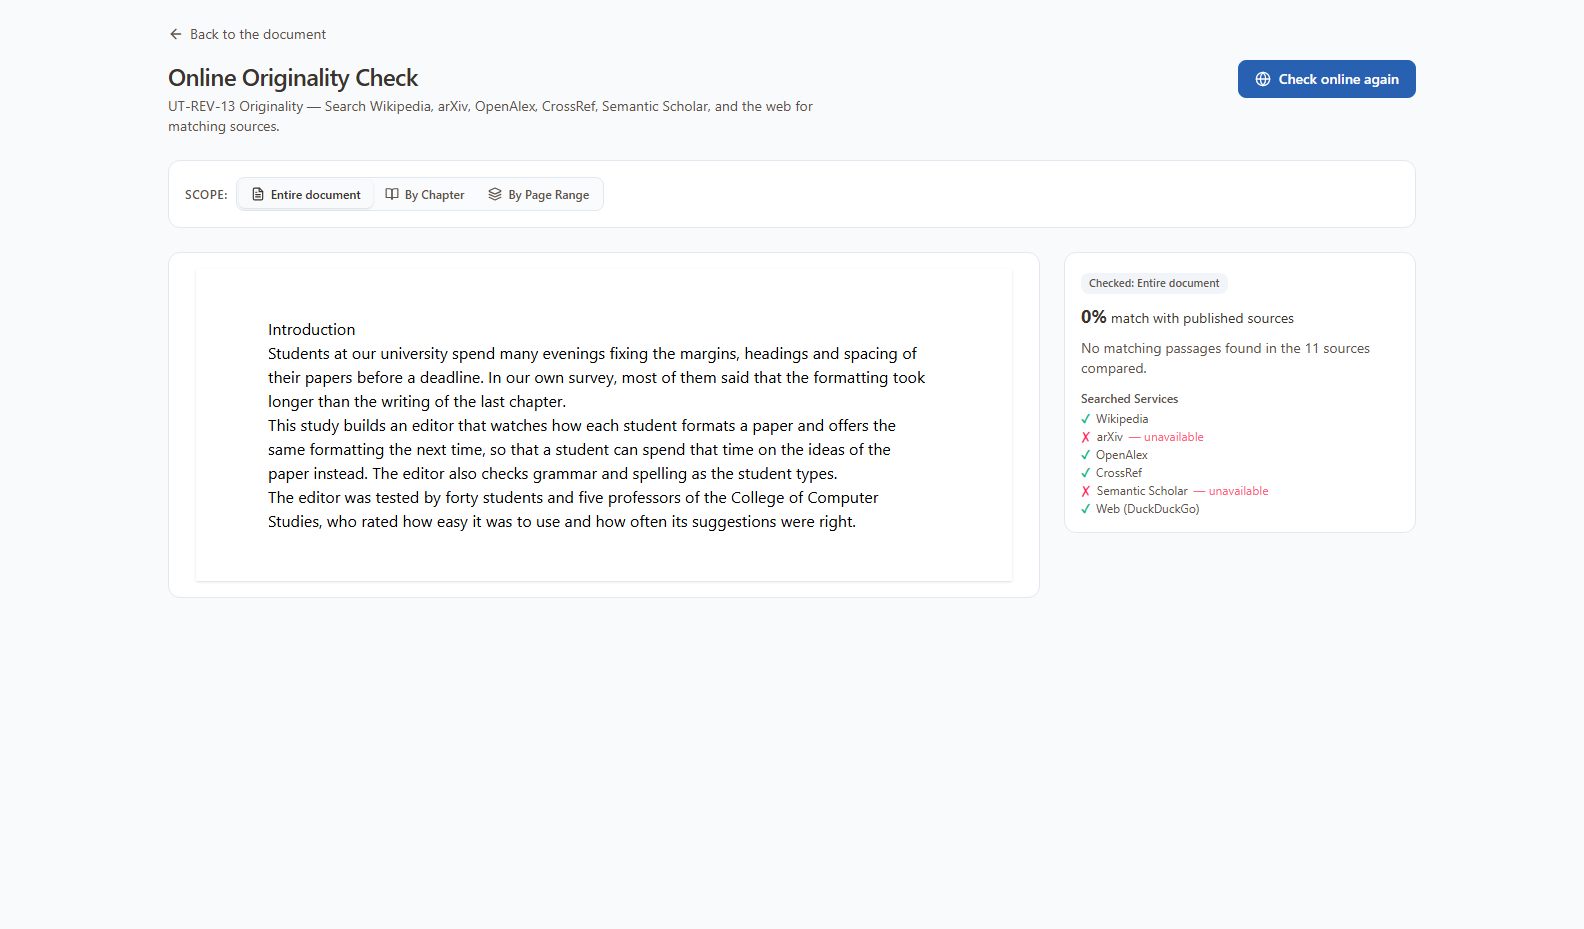 Back to the document
Online Originality Check
UT-REV-13 Originality — Search Wikipedia, arXiv, OpenAlex, CrossRef, Semantic Scholar, and the web for
matching sources.
Check online again
SCOPE:
Entire document
By Chapter
By Page Range
Introduction
Students at our university spend many evenings fixing the margins, headings and spacing of
their papers before a deadline. In our own survey, most of them said that the formatting took
longer than the writing of the last chapter.
This study builds an editor that watches how each student formats a paper and offers the
same formatting the next time, so that a student can spend that time on the ideas of the
paper instead. The editor also checks grammar and spelling as the student types.
The editor was tested by forty students and five professors of the College of Computer
Studies, who rated how easy it was to use and how often its suggestions were right.
Checked: Entire document
0% match with published sources
No matching passages found in the 11 sources
compared.
Searched Services
✓ Wikipedia
✗ arXiv — unavailable
✓ OpenAlex
✓ CrossRef
✗ Semantic Scholar — unavailable
✓ Web (DuckDuckGo)